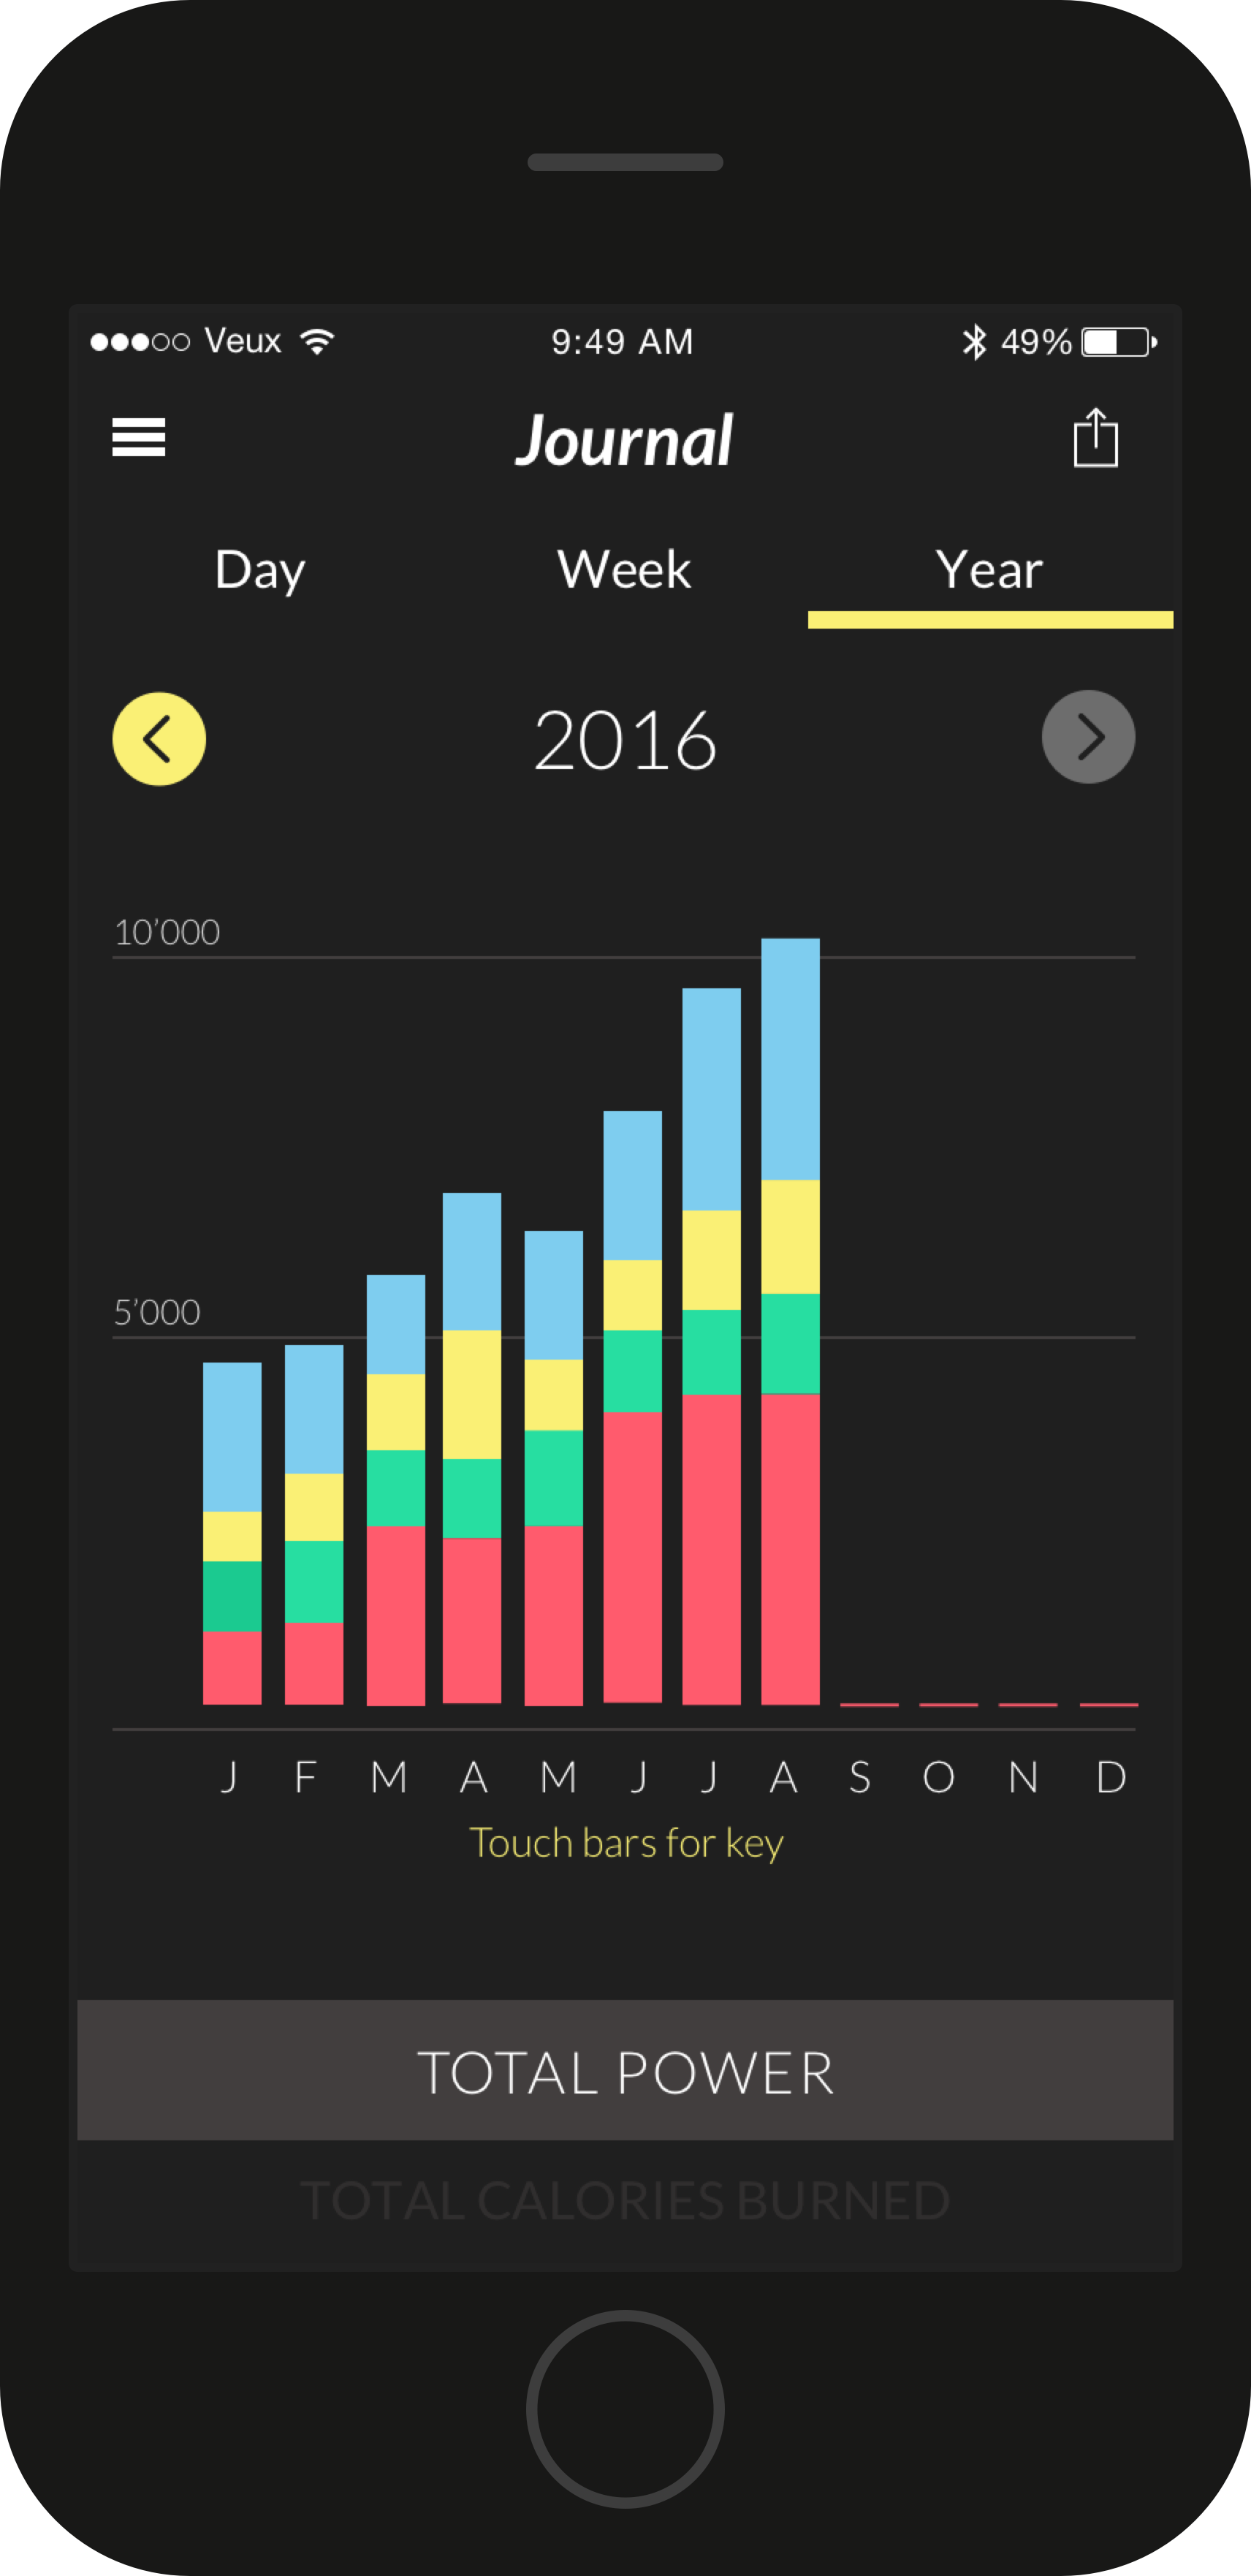 Veux 9:49 AM 49%
Journal
Day Week Year
2016
10’000
5’000
J F M A M J J A S O N D
Touch bars for key
TOTAL POWER
TOTAL CALORIES BURNED